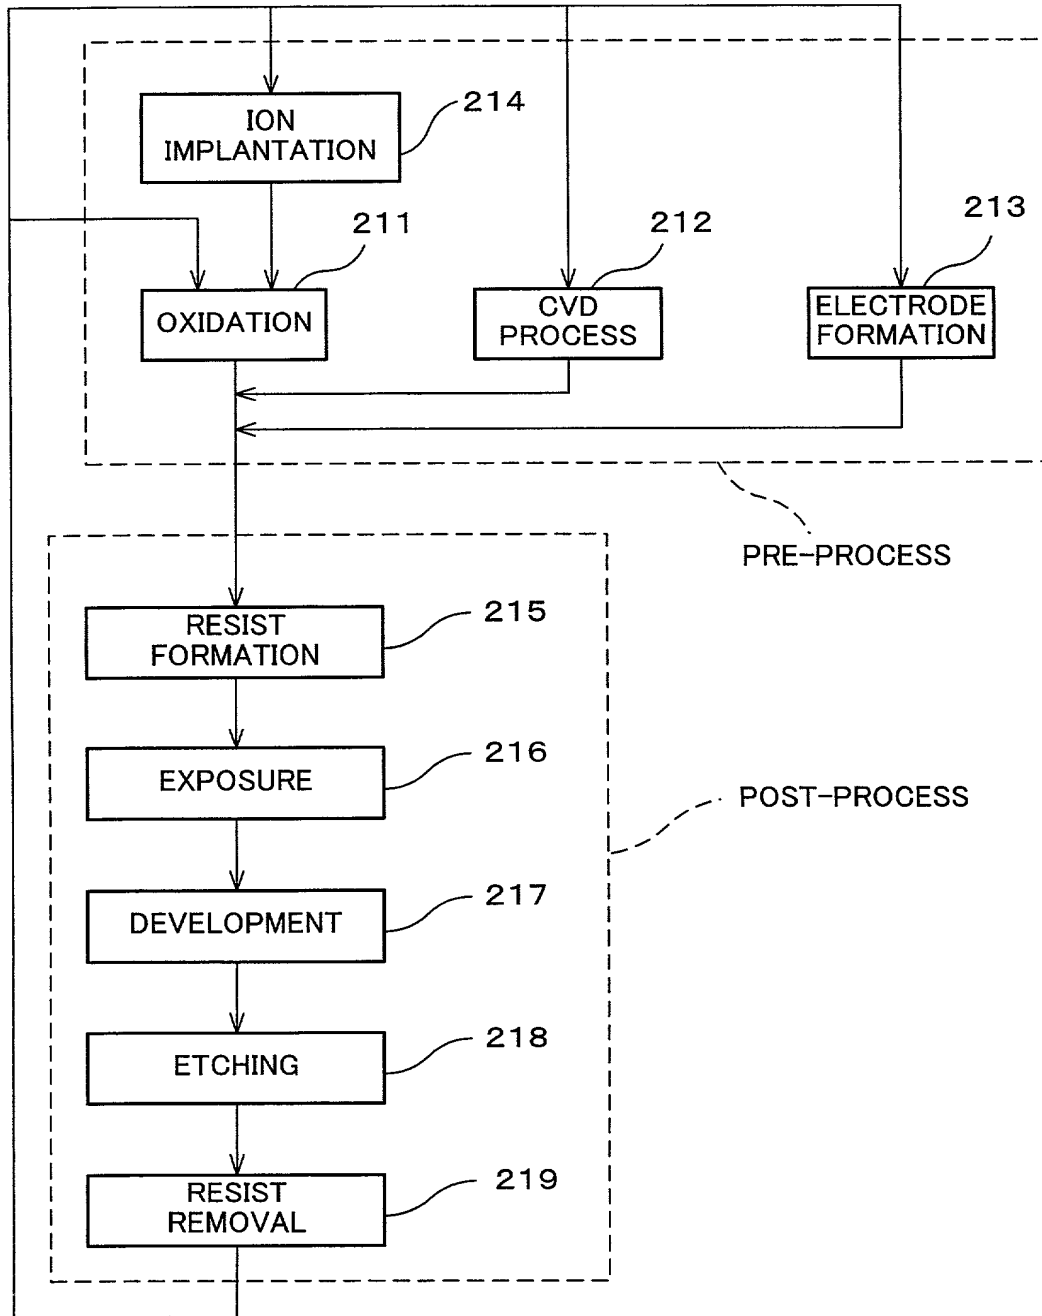 214
ION
IMPLANTATION
211
212
213
OXIDATION
CVD
PROCESS
ELECTRODE
FORMATION
PRE-PROCESS
215
RESIST
FORMATION
216
EXPOSURE
POST-PROCESS
217
DEVELOPMENT
218
ETCHING
219
RESIST
REMOVAL